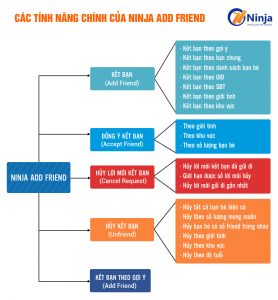 CÁC TÍNH NĂNG CHÍNH CỦA NINJA ADD FRIEND
Ninja
KẾT BẠN
(Add Friend)
- Kết bạn theo gợi ý
- Kết bạn theo bạn chung
- Kết bạn theo danh sách bạn bè
- Kết bạn theo UID
- Kết bạn theo SĐT
- Kết bạn theo giới tính
- Kết bạn theo khu vực
ĐỒNG Ý KẾT BẠN
(Accept Friend)
- Theo giới tính
- Theo khu vực
- Theo số lượng bạn bè
NINJA ADD FRIEND
HỦY LỜI MỜI KẾT BẠN
(Cancel Request)
- Hủy lời mời kết bạn đã gửi đi
- Giới hạn được số lời mời hủy
- Hủy lời mời gửi đi gần nhất
HỦY KẾT BẠN
(Unfriend)
- Hủy tất cả bạn bè hiện có
- Hủy theo số lượng mong muốn
- Hủy bạn bè có số friend trùng nhau
- Hủy theo giới tính
- Hủy theo khu vực
- Hủy theo độ tuổi
KẾT BẠN THEO GỢI Ý
(Add Friend)